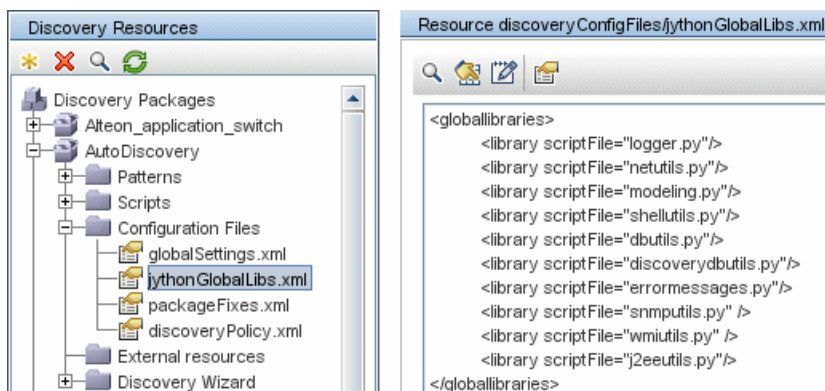 Discovery Resources
Discovery Packages
Alteon_application_switch
AutoDiscovery
Patterns
Scripts
Configuration Files
globalSettings.xml
jythonGlobalLibs.xml
packageFixes.xml
discoveryPolicy.xml
External resources
Discovery Wizard
Resource discoveryConfigFiles/jythonGlobalLibs.xml
<globallibraries>
<library scriptFile="logger.py"/>
<library scriptFile="netutils.py"/>
<library scriptFile="modeling.py"/>
<library scriptFile="shellutils.py"/>
<library scriptFile="dbutils.py"/>
<library scriptFile="discoverydbutils.py"/>
<library scriptFile="errormessages.py"/>
<library scriptFile="snmputils.py" />
<library scriptFile="wmiutils.py" />
<library scriptFile="j2eeutils.py"/>
</globallibraries>